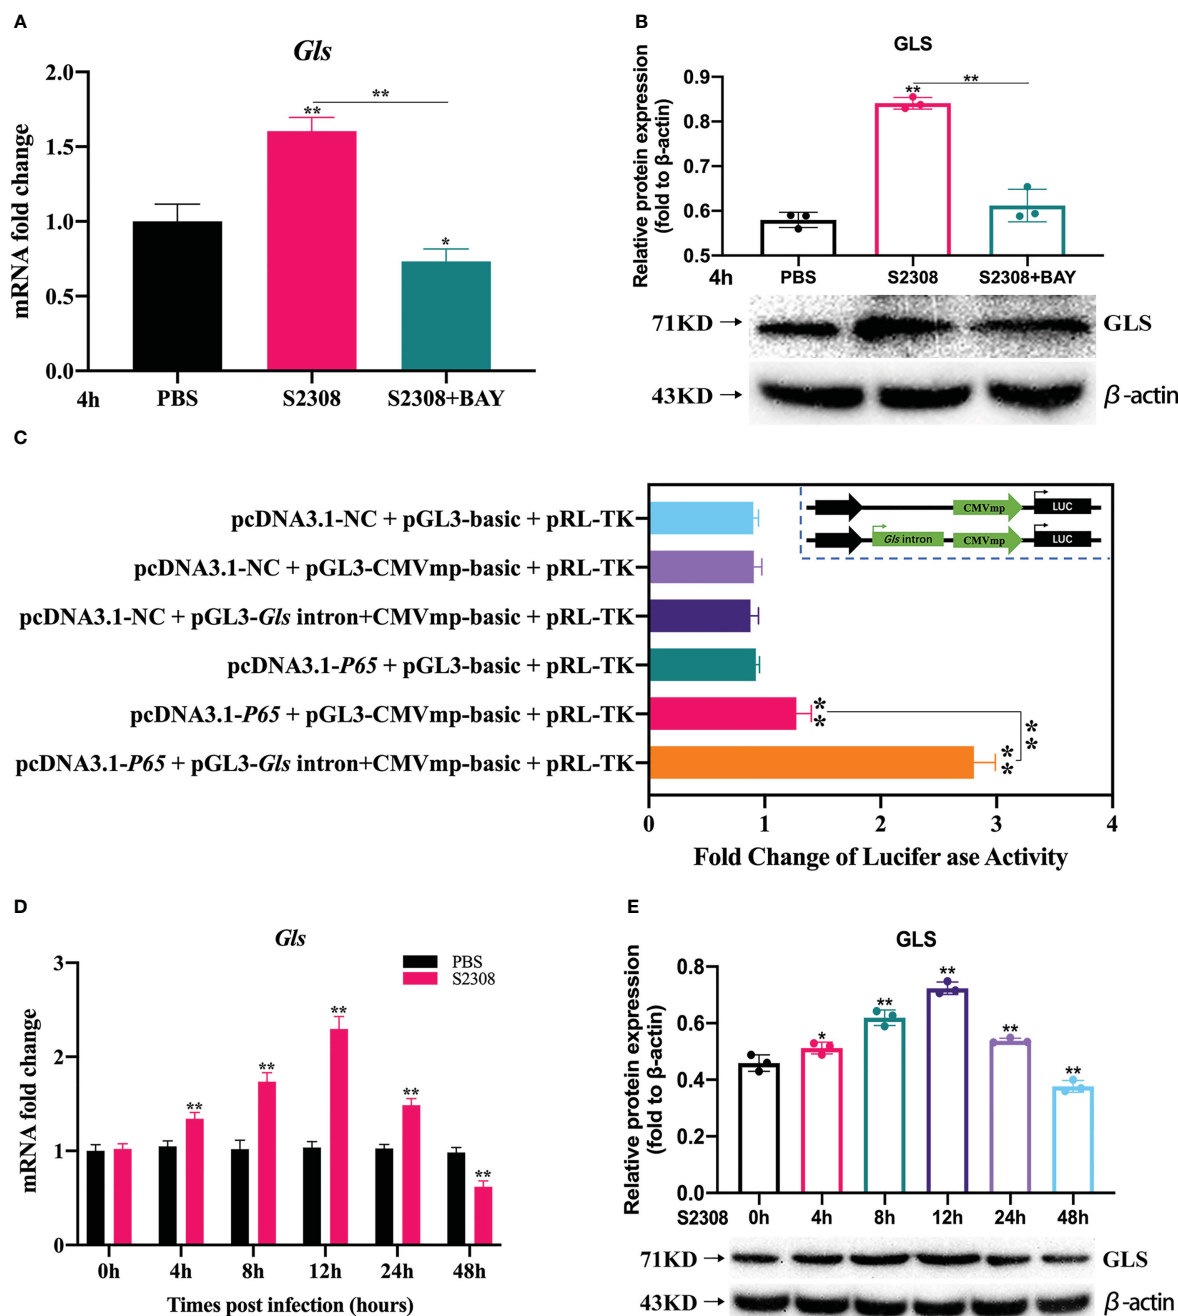 A
Gls
mRNA fold change
2.0
1.5
1.0
0.5
0.0
**
**
*
4h
PBS
S2308
S2308+BAY
B
GLS
Relative protein expression
(fold to β-actin)
0.9
0.8
0.7
0.6
0.5
**
**
4h
PBS
S2308
S2308+BAY
71KD → GLS
43KD → β-actin
C
pcDNA3.1-NC + pGL3-basic + pRL-TK
pcDNA3.1-NC + pGL3-CMVmp-basic + pRL-TK
pcDNA3.1-NC + pGL3-Gls intron+CMVmp-basic + pRL-TK
pcDNA3.1-P65 + pGL3-basic + pRL-TK
pcDNA3.1-P65 + pGL3-CMVmp-basic + pRL-TK
pcDNA3.1-P65 + pGL3-Gls intron+CMVmp-basic + pRL-TK
CMVmp LUC
Gls intron CMVmp LUC
**
**
**
0 1 2 3 4
Fold Change of Lucifer ase Activity
D
Gls
PBS
S2308
mRNA fold change
3
2
1
0
**
**
**
**
**
0h 4h 8h 12h 24h 48h
Times post infection (hours)
E
GLS
Relative protein expression
(fold to β-actin)
0.8
0.6
0.4
0.2
0.0
*
**
**
**
**
S2308 0h 4h 8h 12h 24h 48h
71KD → GLS
43KD → β-actin